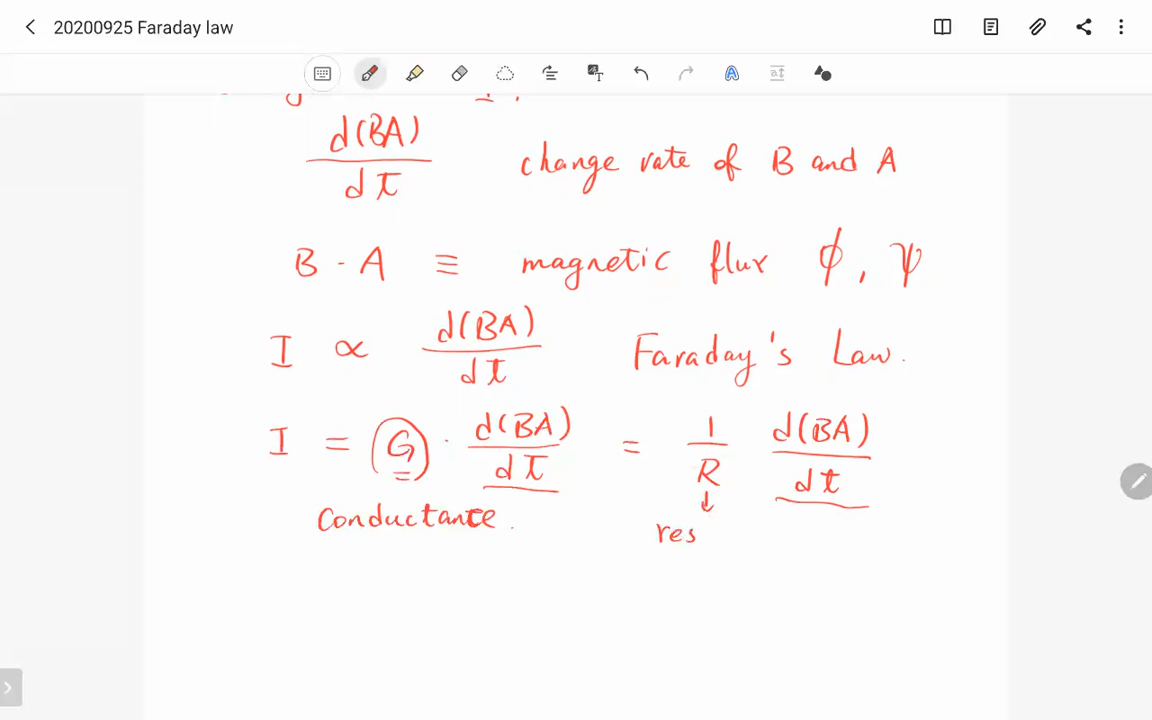 20200925 Faraday law
d(BA)
dt
change rate of B and A
B · A ≡ magnetic flux ϕ, ψ
I ∝ d(BA)/dt Faraday's Law.
I = G · d(BA)/dt = 1/R d(BA)/dt
Conductance.
res